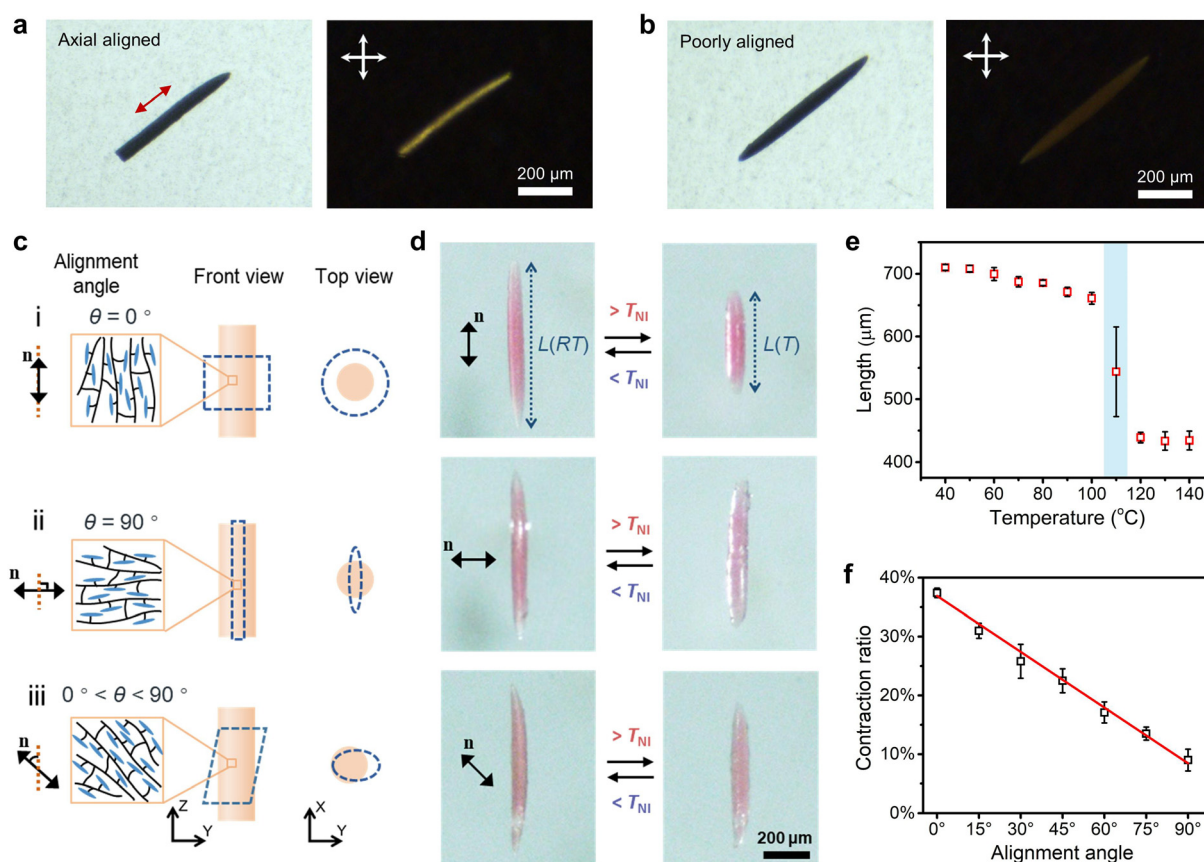 a
Axial aligned
200 µm
b
Poorly aligned
200 µm
c
Alignment
angle
Front view
Top view
i
θ = 0 °
n
ii
θ = 90 °
n
iii
0 ° < θ < 90 °
n
Z
Y
X
Y
d
n
L(RT)
> TNI
< TNI
L(T)
n
> TNI
< TNI
n
> TNI
< TNI
200 µm
e
Length (µm)
700
600
500
400
40 60 80 100 120 140
Temperature (°C)
f
Contraction ratio
40%
30%
20%
10%
0%
0° 15° 30° 45° 60° 75° 90°
Alignment angle